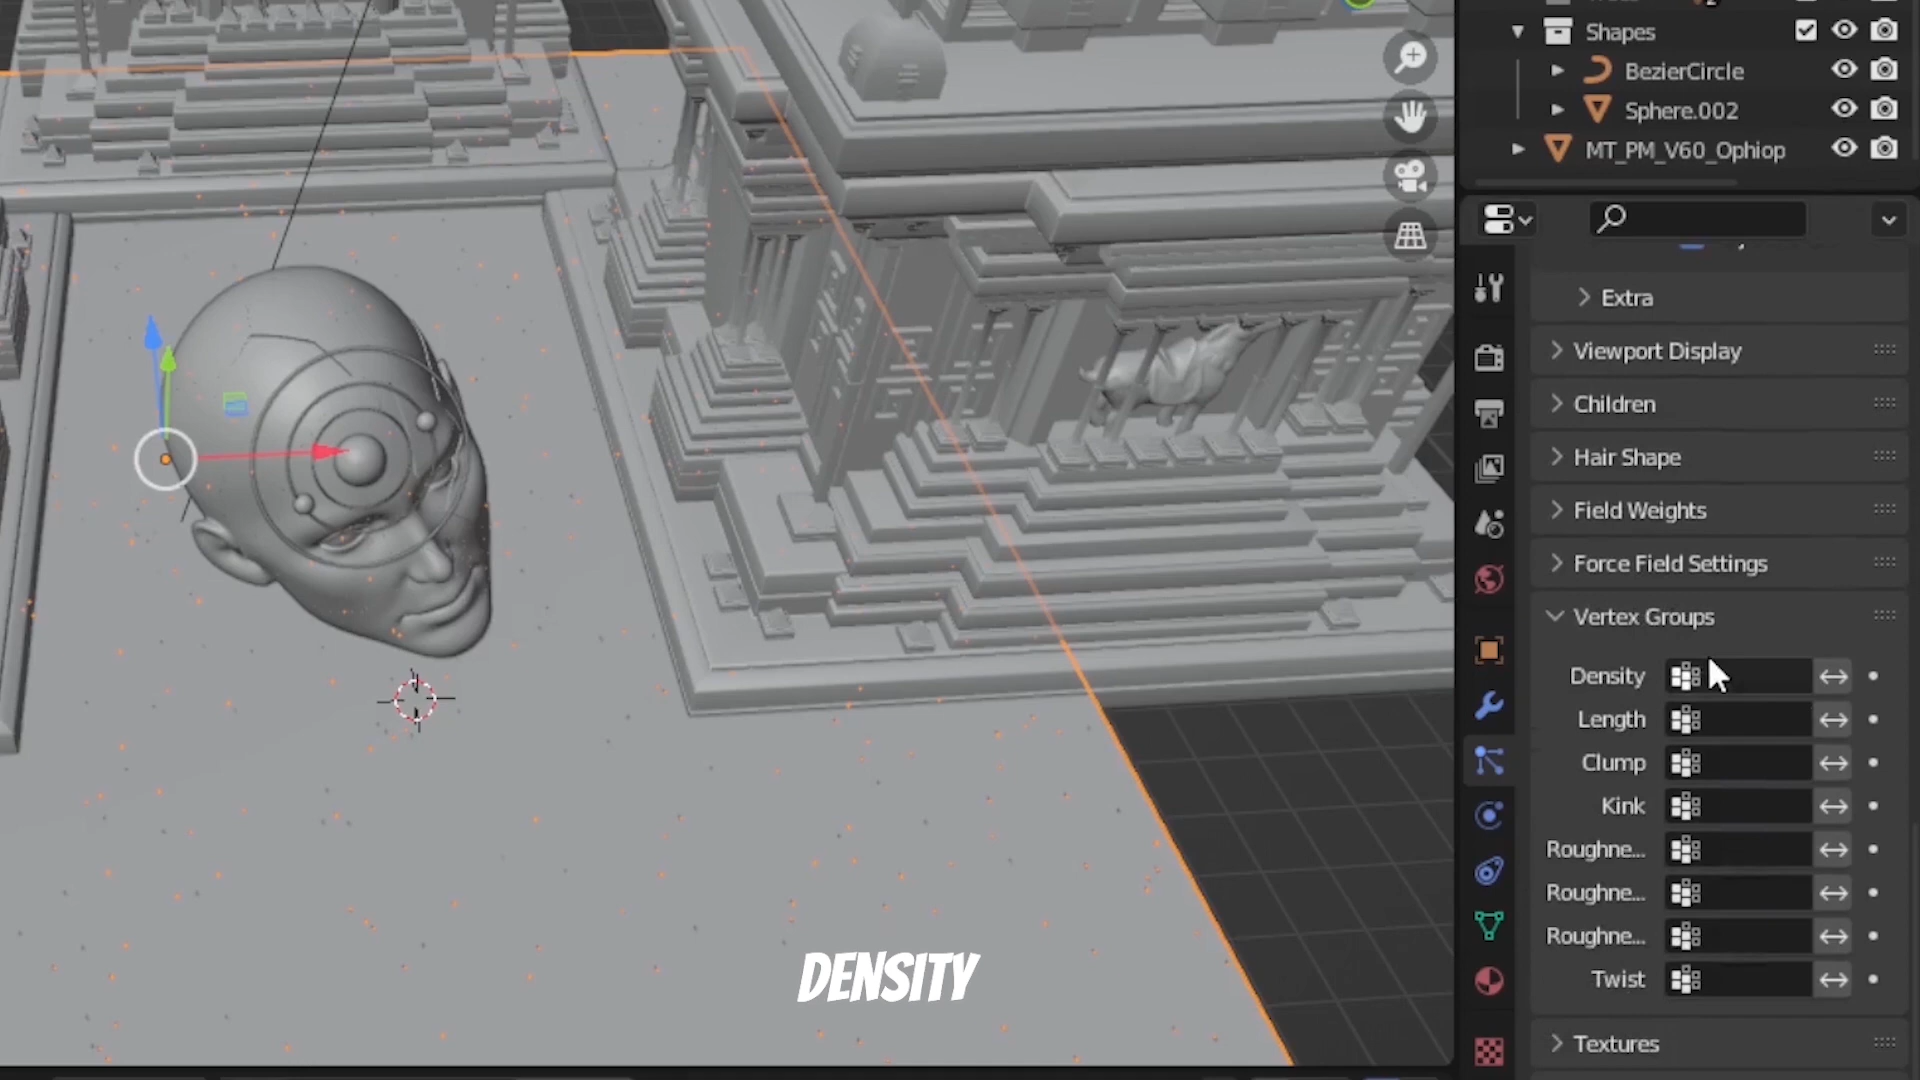 Shapes
BezierCircle
Sphere.002
MT_PM_V60_Ophiop
Extra
Viewport Display
Children
Hair Shape
Field Weights
Force Field Settings
Vertex Groups
Density
Length
Clump
Kink
Roughne...
Roughne...
Roughne...
Twist
Textures
DENSITY